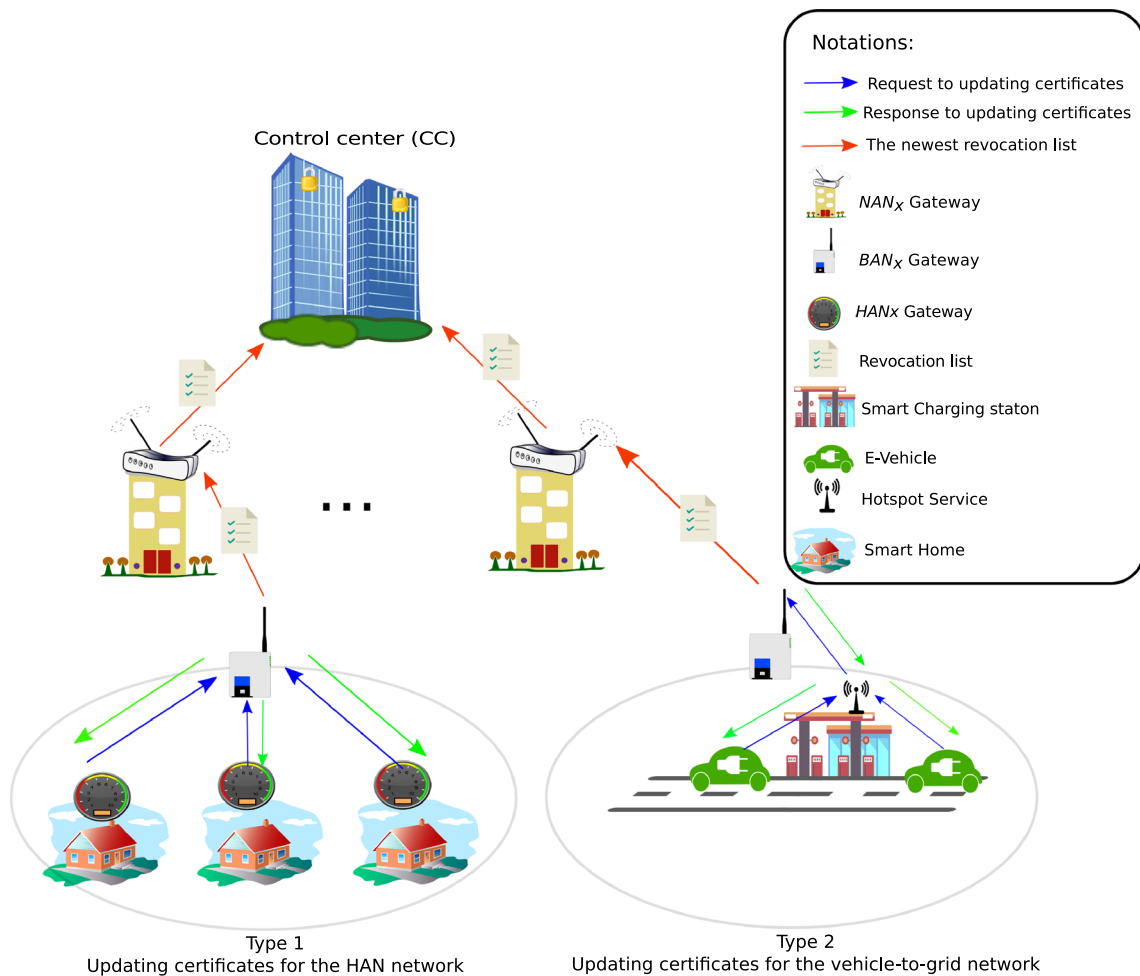 Notations:
Request to updating certificates
Response to updating certificates
The newest revocation list
NANx Gateway
BANx Gateway
HANx Gateway
Revocation list
Smart Charging staton
E-Vehicle
Hotspot Service
Smart Home
Control center (CC)
...
Type 1
Updating certificates for the HAN network
Type 2
Updating certificates for the vehicle-to-grid network